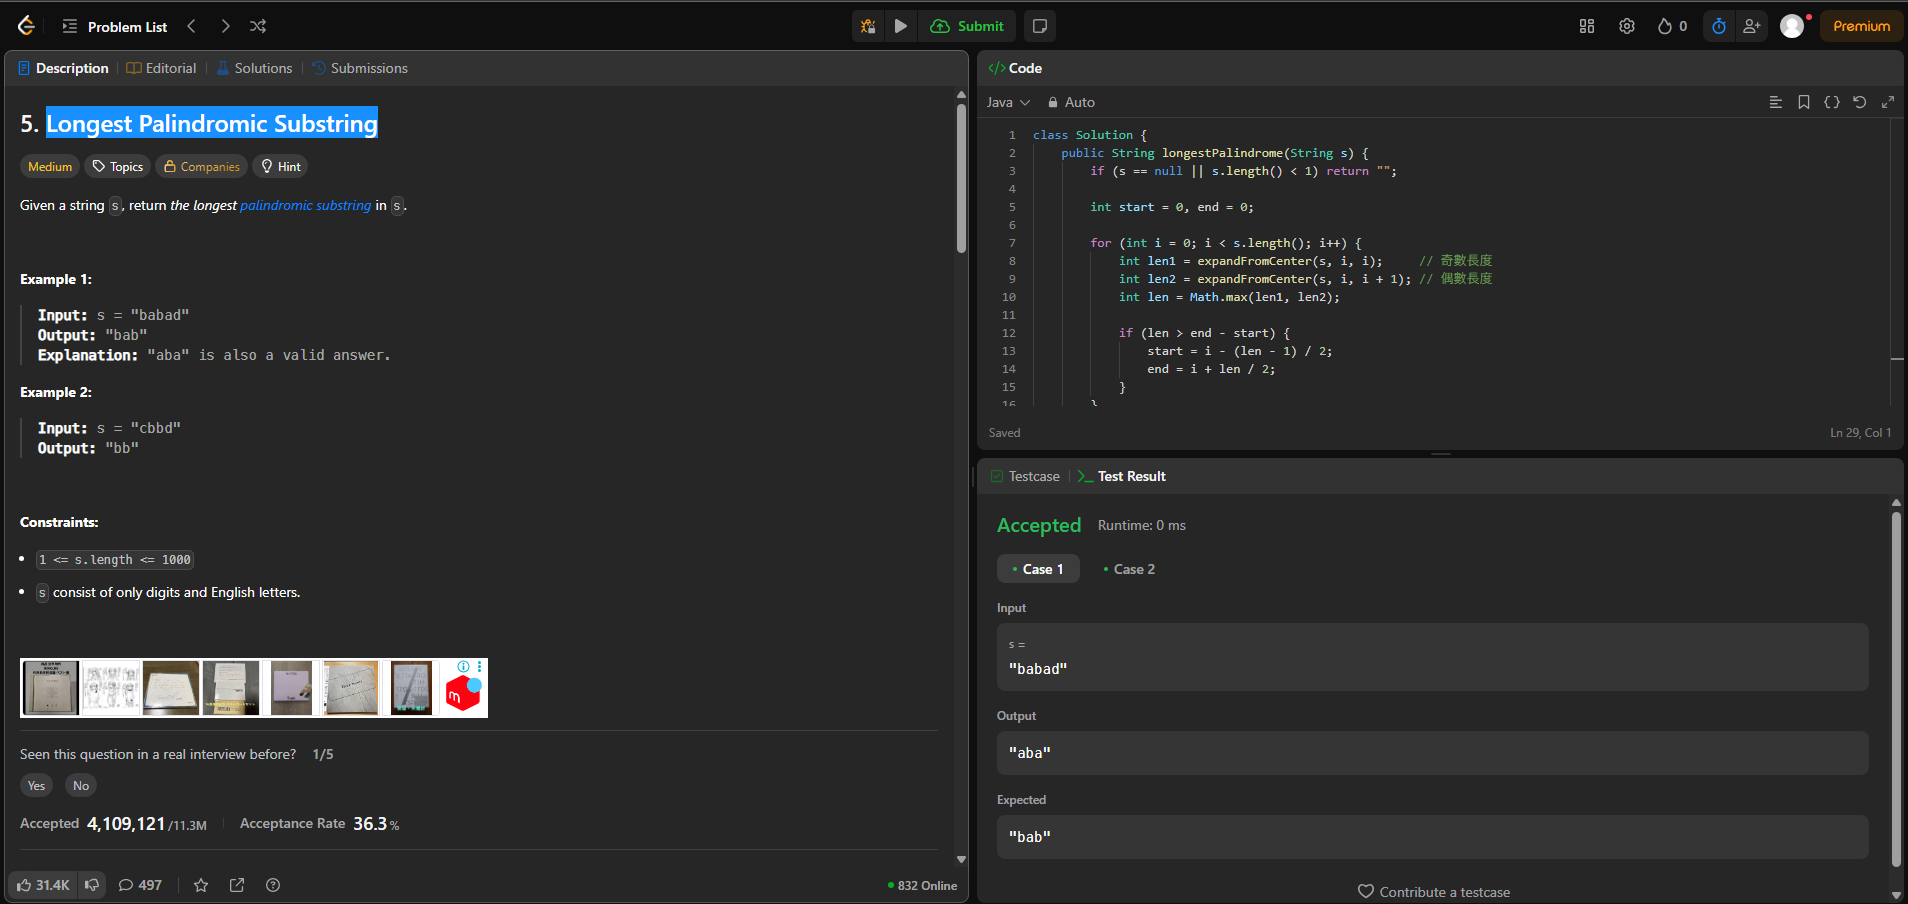 Problem List
Submit
0
Premium
Description
Editorial
Solutions
Submissions
5. Longest Palindromic Substring
Medium
Topics
Companies
Hint
Given a string s, return the longest palindromic substring in s.
Example 1:
Input: s = "babad"
Output: "bab"
Explanation: "aba" is also a valid answer.
Example 2:
Input: s = "cbbd"
Output: "bb"
Constraints:
1 <= s.length <= 1000
s consist of only digits and English letters.
Seen this question in a real interview before? 1/5
Yes
No
Accepted 4,109,121/11.3M
Acceptance Rate 36.3%
31.4K
497
832 Online
Code
Java
Auto
1 class Solution {
2 public String longestPalindrome(String s) {
3 if (s == null || s.length() < 1) return "";
4
5 int start = 0, end = 0;
6
7 for (int i = 0; i < s.length(); i++) {
8 int len1 = expandFromCenter(s, i, i); // 奇數長度
9 int len2 = expandFromCenter(s, i, i + 1); // 偶數長度
10 int len = Math.max(len1, len2);
11
12 if (len > end - start) {
13 start = i - (len - 1) / 2;
14 end = i + len / 2;
15 }
16 }
Saved
Ln 29, Col 1
Testcase
Test Result
Accepted
Runtime: 0 ms
Case 1
Case 2
Input
s =
"babad"
Output
"aba"
Expected
"bab"
Contribute a testcase